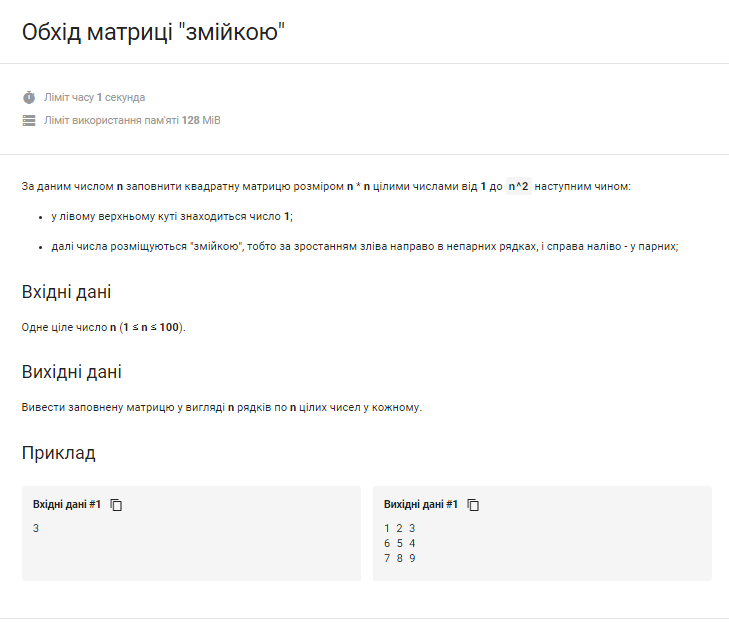 Обхід матриці "змійкою"
Ліміт часу 1 секунда
Ліміт використання пам'яті 128 MiB
За даним числом n заповнити квадратну матрицю розміром n * n цілими числами від 1 до n^2 наступним чином:
• у лівому верхньому куті знаходиться число 1;
• далі числа розміщуються "змійкою", тобто за зростанням зліва направо в непарних рядках, і справа наліво - у парних;
Вхідні дані
Одне ціле число n (1 ≤ n ≤ 100).
Вихідні дані
Вивести заповнену матрицю у вигляді n рядків по n цілих чисел у кожному.
Приклад
Вхідні дані #1
3
Вихідні дані #1
1 2 3
6 5 4
7 8 9